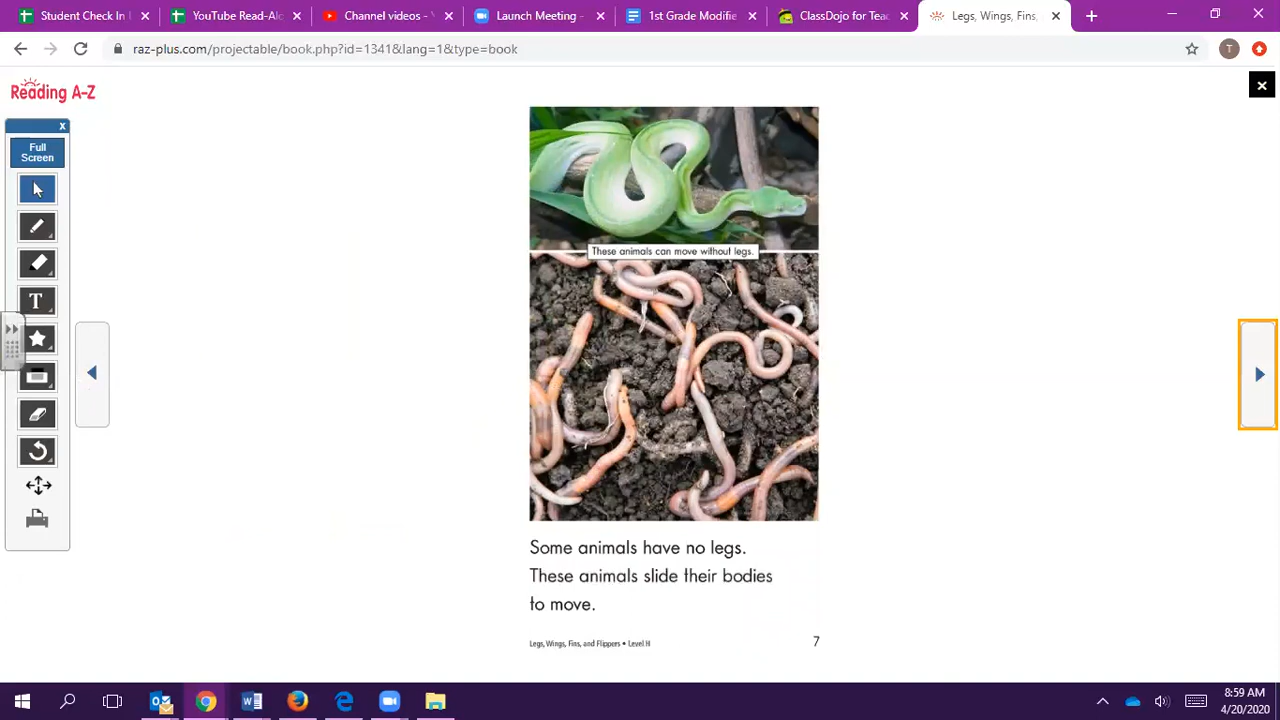 Student Check In
YouTube Read-Alo
Channel videos - Y
Launch Meeting -
1st Grade Modifie
ClassDojo for Tea
Legs, Wings, Fins,
raz-plus.com/projectable/book.php?id=1341&lang=1&type=book
T
Reading A-Z
x
Full
Screen
T
These animals can move without legs.
Some animals have no legs.
These animals slide their bodies
to move.
Legs, Wings, Fins, and Flippers • Level H
7
8:59 AM
4/20/2020